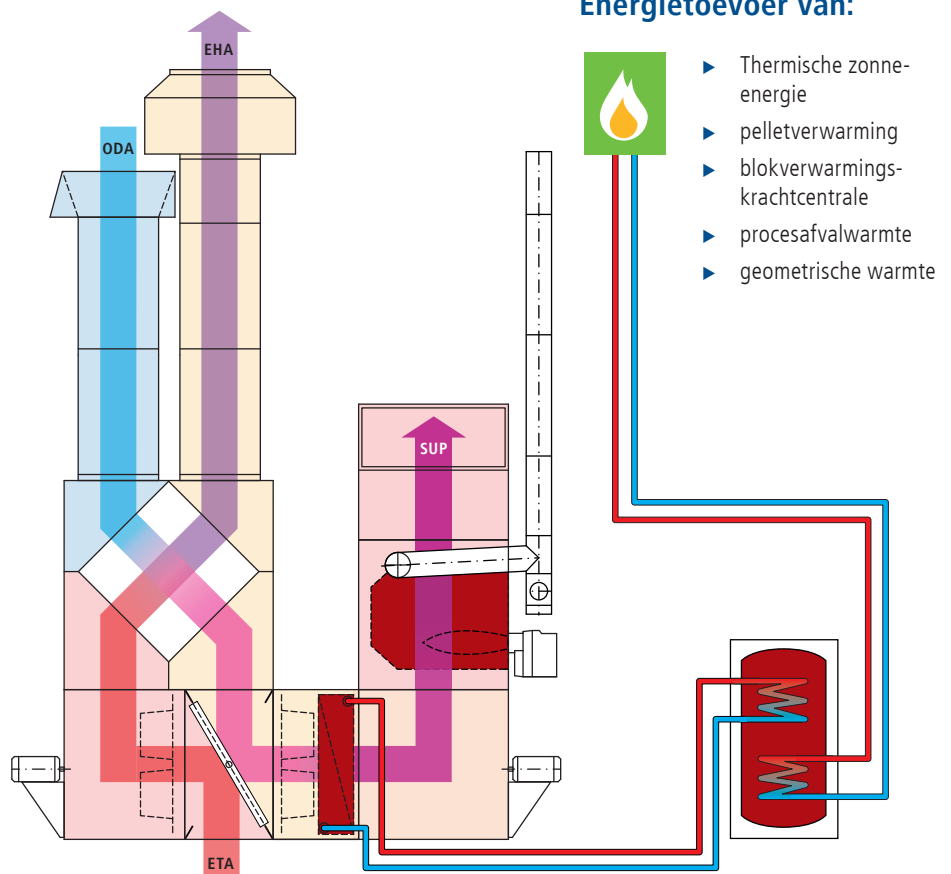 Energietoevoer van:
Thermische zonne-
energie
pelletverwarming
blokverwarmings-
krachtcentrale
procesafvalwarmte
geometrische warmte
EHA
ODA
SUP
ETA